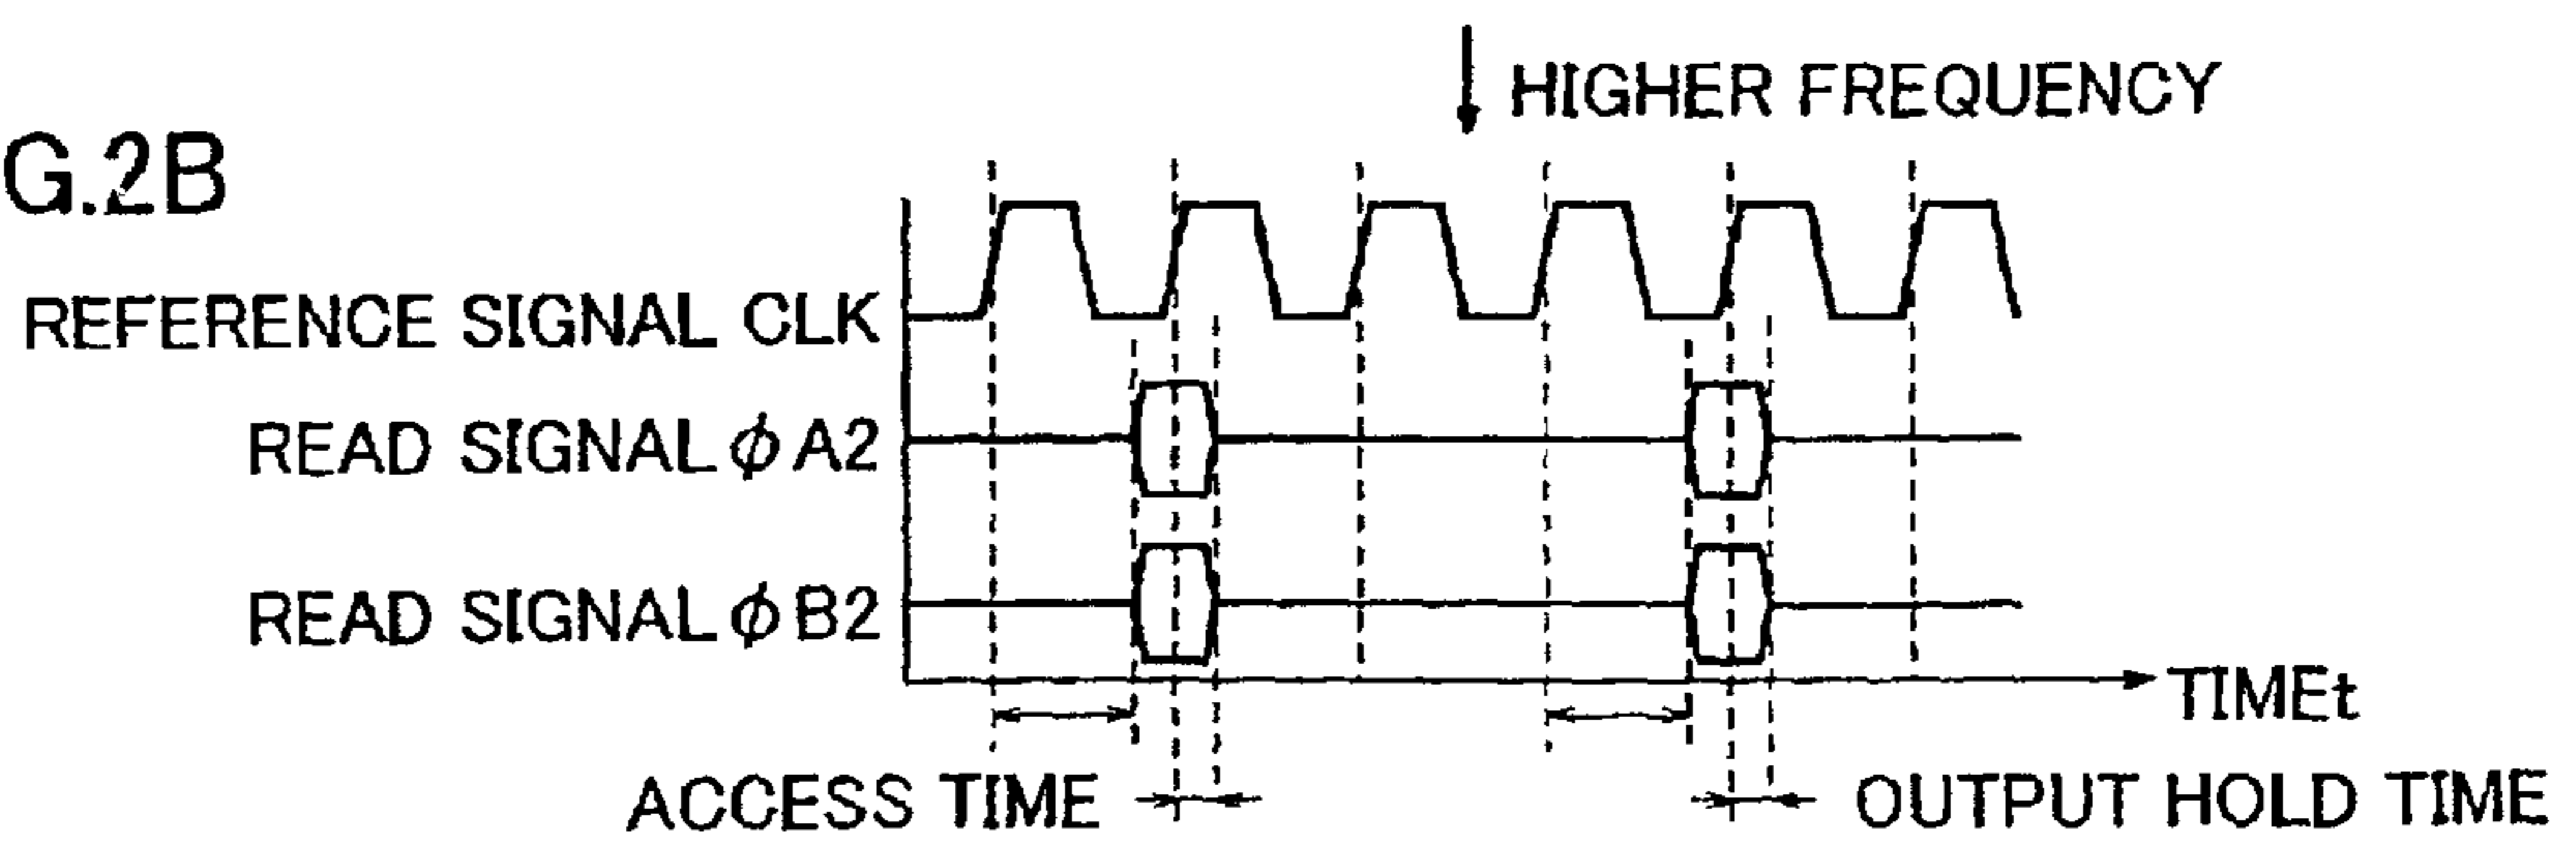 HIGHER FREQUENCY
G.2B
REFERENCE SIGNAL CLK
READ SIGNAL φA2
READ SIGNAL φB2
TIMEt
ACCESS TIME
OUTPUT HOLD TIME